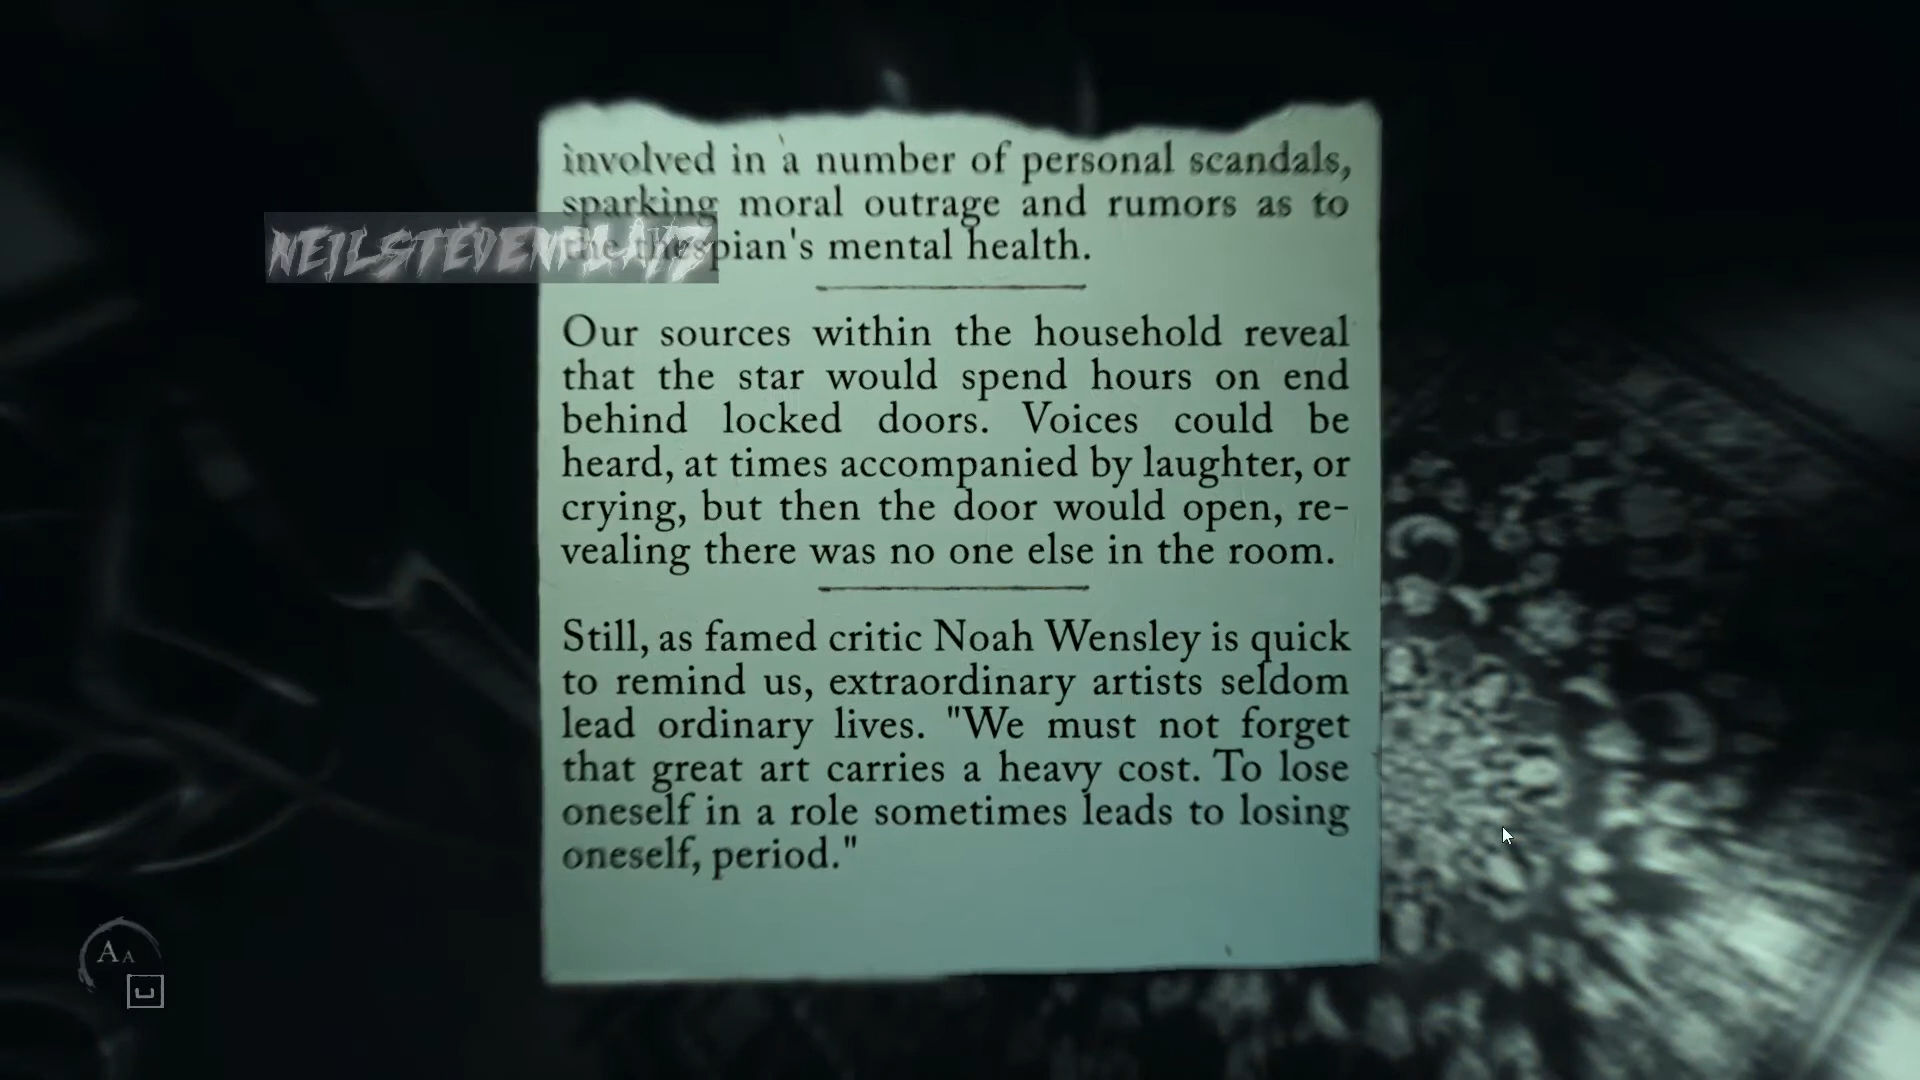 involved in a number of personal scandals,
sparking moral outrage and rumors as to
NEILSTEVENPLAYZ
the thespian's mental health.
Our sources within the household reveal
that the star would spend hours on end
behind locked doors. Voices could be
heard, at times accompanied by laughter, or
crying, but then the door would open, re-
vealing there was no one else in the room.
Still, as famed critic Noah Wensley is quick
to remind us, extraordinary artists seldom
lead ordinary lives. "We must not forget
that great art carries a heavy cost. To lose
oneself in a role sometimes leads to losing
oneself, period."
AA